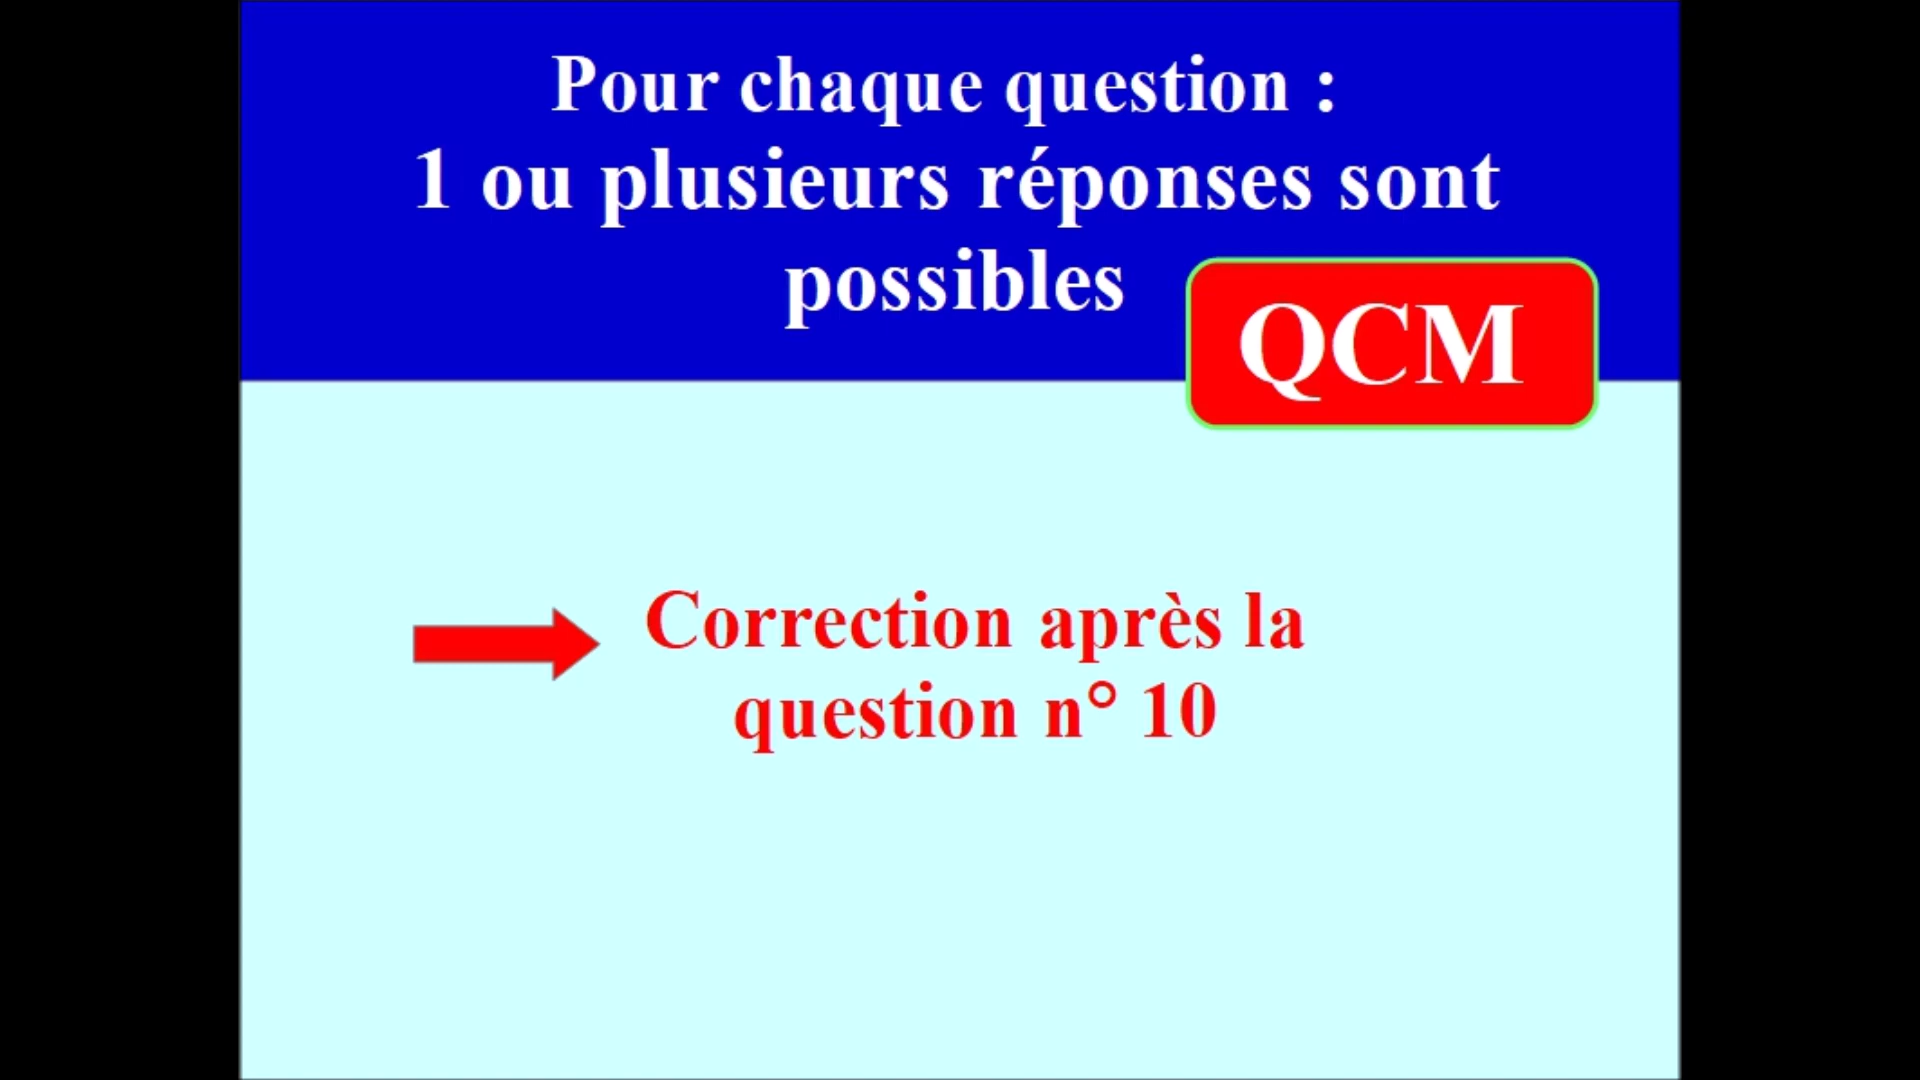 Pour chaque question :
1 ou plusieurs réponses sont
possibles
QCM
Correction après la
question n° 10